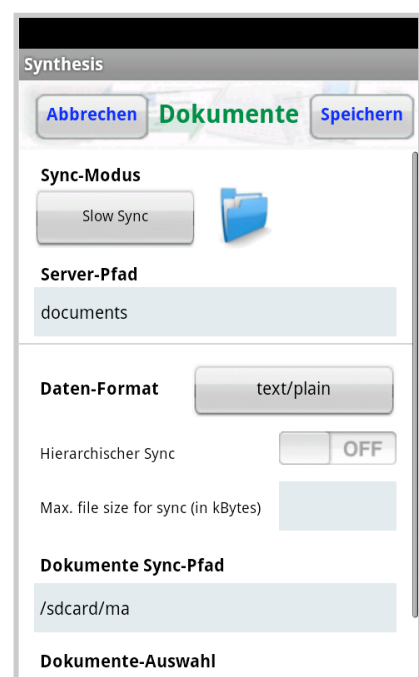 Synthesis
Abbrechen Dokumente Speichern
Sync-Modus
Slow Sync
Server-Pfad
documents
Daten-Format text/plain
Hierarchischer Sync OFF
Max. file size for sync (in kBytes)
Dokumente Sync-Pfad
/sdcard/ma
Dokumente-Auswahl